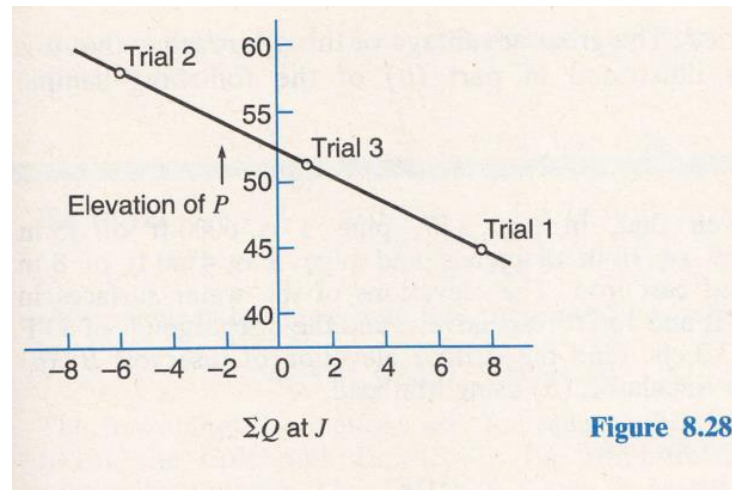 60
Trial 2
55
Trial 3
50
Elevation of P
Trial 1
45
40
–8 –6 –4 –2 0 2 4 6 8
ΣQ at J
Figure 8.28